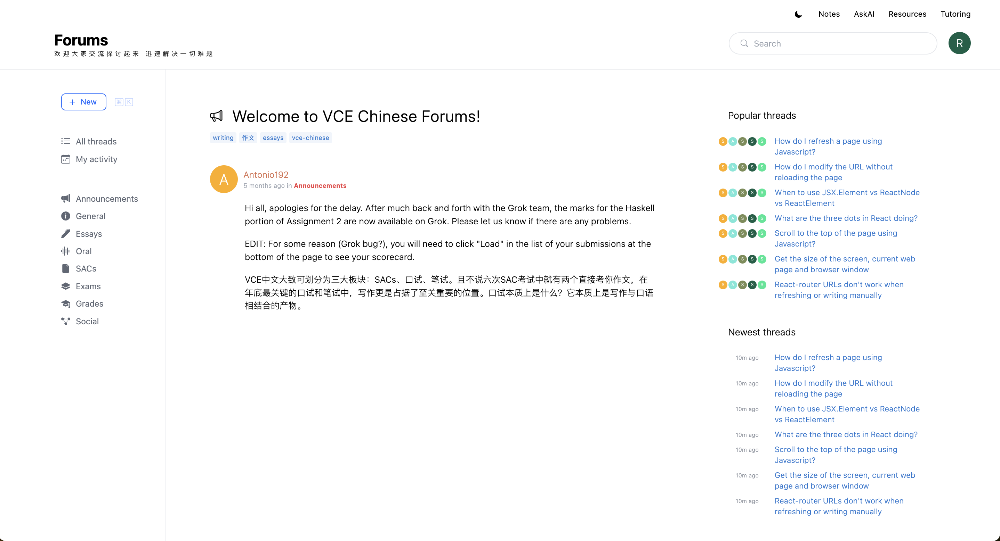 Notes AskAI Resources Tutoring
Forums
欢迎大家交流探讨起来 迅速解决一切难题
Search
R
+ New
⌘ K
All threads
My activity
Announcements
General
Essays
Oral
SACs
Exams
Grades
Social
Welcome to VCE Chinese Forums!
writing 作文 essays vce-chinese
A
Antonio192
5 months ago in Announcements
Hi all, apologies for the delay. After much back and forth with the Grok team, the marks for the Haskell
portion of Assignment 2 are now available on Grok. Please let us know if there are any problems.
EDIT: For some reason (Grok bug?), you will need to click "Load" in the list of your submissions at the
bottom of the page to see your scorecard.
VCE中文大致可划分为三大板块：SACs、口试、笔试。且不说六次SAC考试中就有两个直接考你作文，在
年底最关键的口试和笔试中，写作更是占据了至关重要的位置。口试本质上是什么？它本质上是写作与口语
相结合的产物。
Popular threads
S A S S S How do I refresh a page using
Javascript?
S A S S S How do I modify the URL without
reloading the page
S A S S S When to use JSX.Element vs ReactNode
vs ReactElement
S A S S S What are the three dots in React doing?
S A S S S Scroll to the top of the page using
Javascript?
S A S S S Get the size of the screen, current web
page and browser window
S A S S S React-router URLs don't work when
refreshing or writing manually
Newest threads
10m ago How do I refresh a page using
Javascript?
10m ago How do I modify the URL without
reloading the page
10m ago When to use JSX.Element vs ReactNode
vs ReactElement
10m ago What are the three dots in React doing?
10m ago Scroll to the top of the page using
Javascript?
10m ago Get the size of the screen, current web
page and browser window
10m ago React-router URLs don't work when
refreshing or writing manually